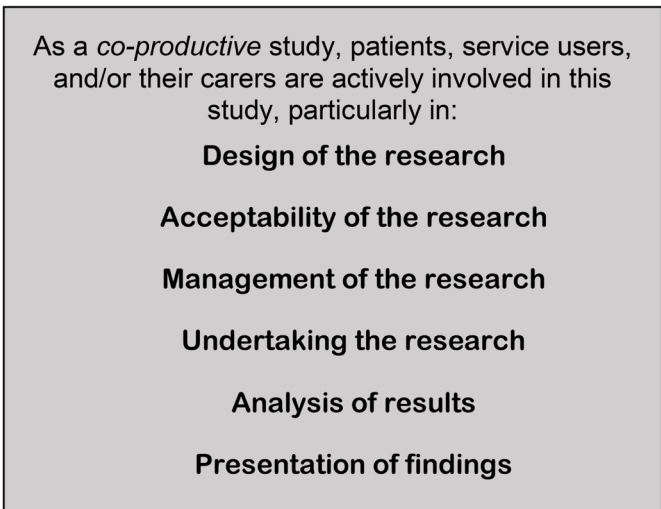 As a co-productive study, patients, service users,
and/or their carers are actively involved in this
study, particularly in:
Design of the research
Acceptability of the research
Management of the research
Undertaking the research
Analysis of results
Presentation of findings